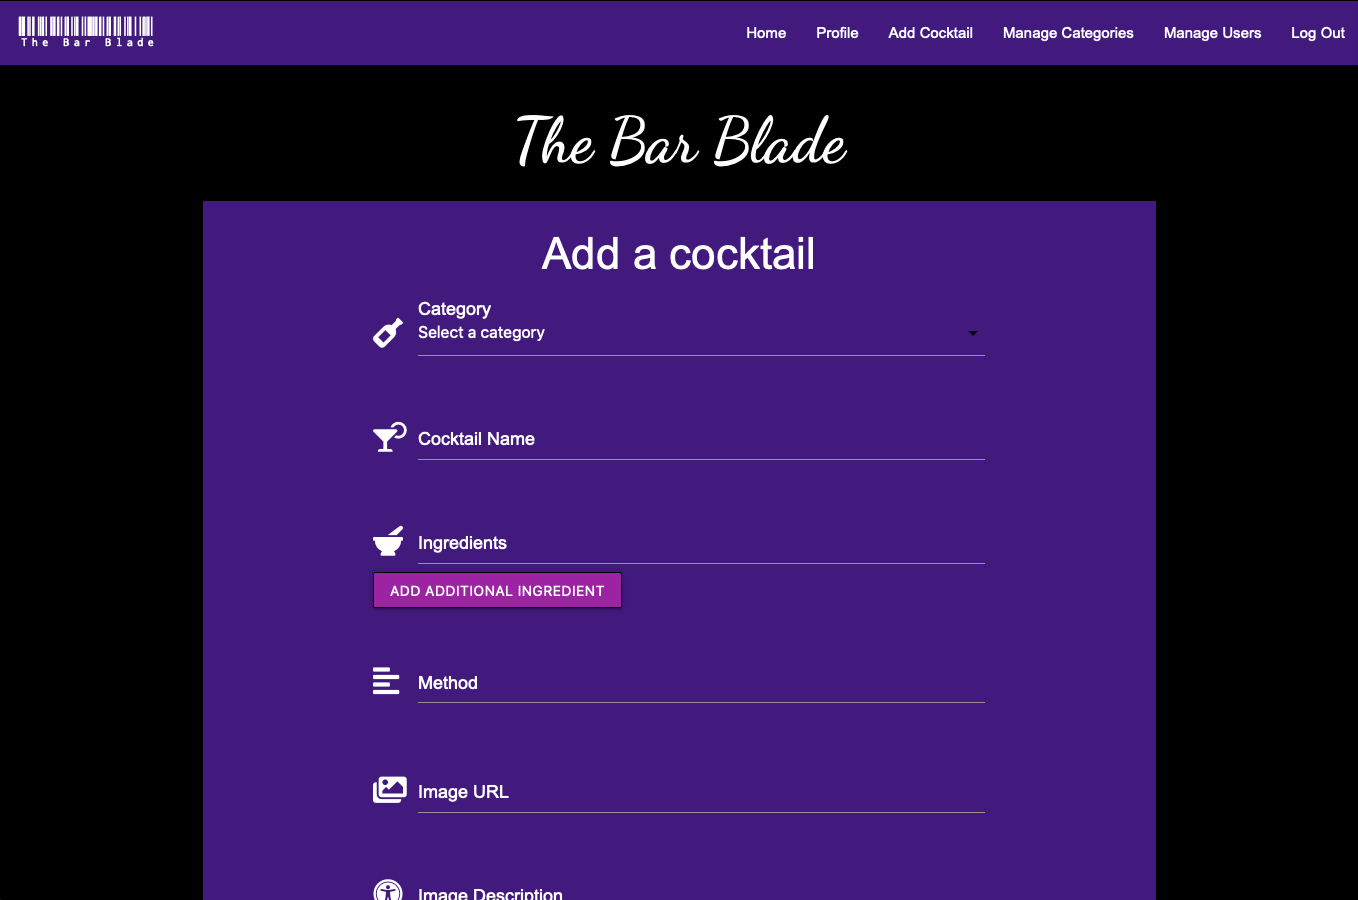 The Bar Blade
Home Profile Add Cocktail Manage Categories Manage Users Log Out
The Bar Blade
Add a cocktail
Category
Select a category
Cocktail Name
Ingredients
ADD ADDITIONAL INGREDIENT
Method
Image URL
Image Description